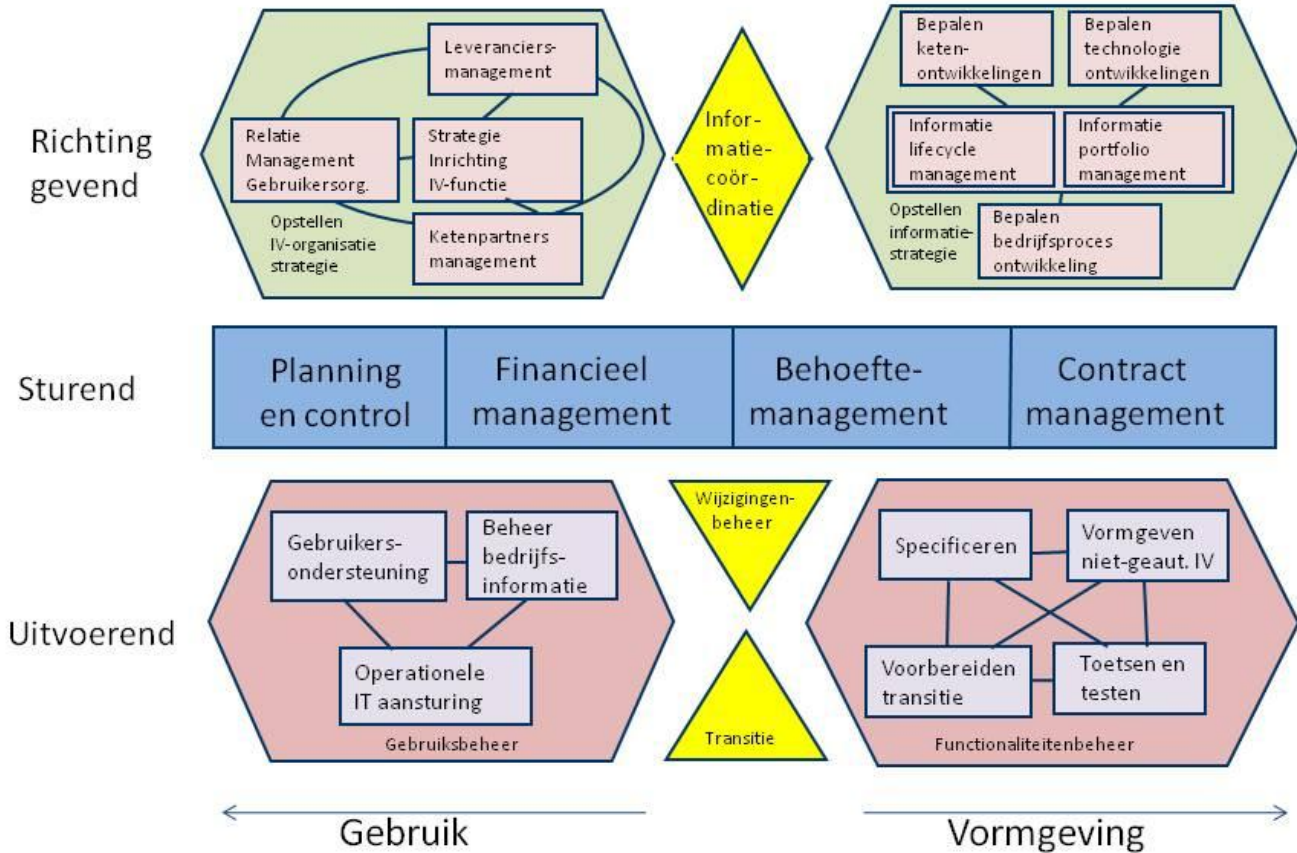 Richting
gevend
Leveranciers-
management
Relatie
Management
Gebruikersorg.
Strategie
Inrichting
IV-functie
Opstellen
IV-organisatie
strategie
Ketenpartners
management
Infor-
matie-
coör-
dinatie
Bepalen
keten-
ontwikkelingen
Bepalen
technologie
ontwikkelingen
Informatie
lifecycle
management
Informatie
portfolio
management
Opstellen
informatie-
strategie
Bepalen
bedrijfsproces
ontwikkeling
Sturend
Planning
en control
Financieel
management
Behoefte-
management
Contract
management
Uitvoerend
Gebruikers-
ondersteuning
Beheer
bedrijfs-
informatie
Operationele
IT aansturing
Gebruiksbeheer
Wijzigingen-
beheer
Transitie
Specificeren
Vormgeven
niet-geaut. IV
Voorbereiden
transitie
Toetsen en
testen
Functionaliteitenbeheer
Gebruik
Vormgeving